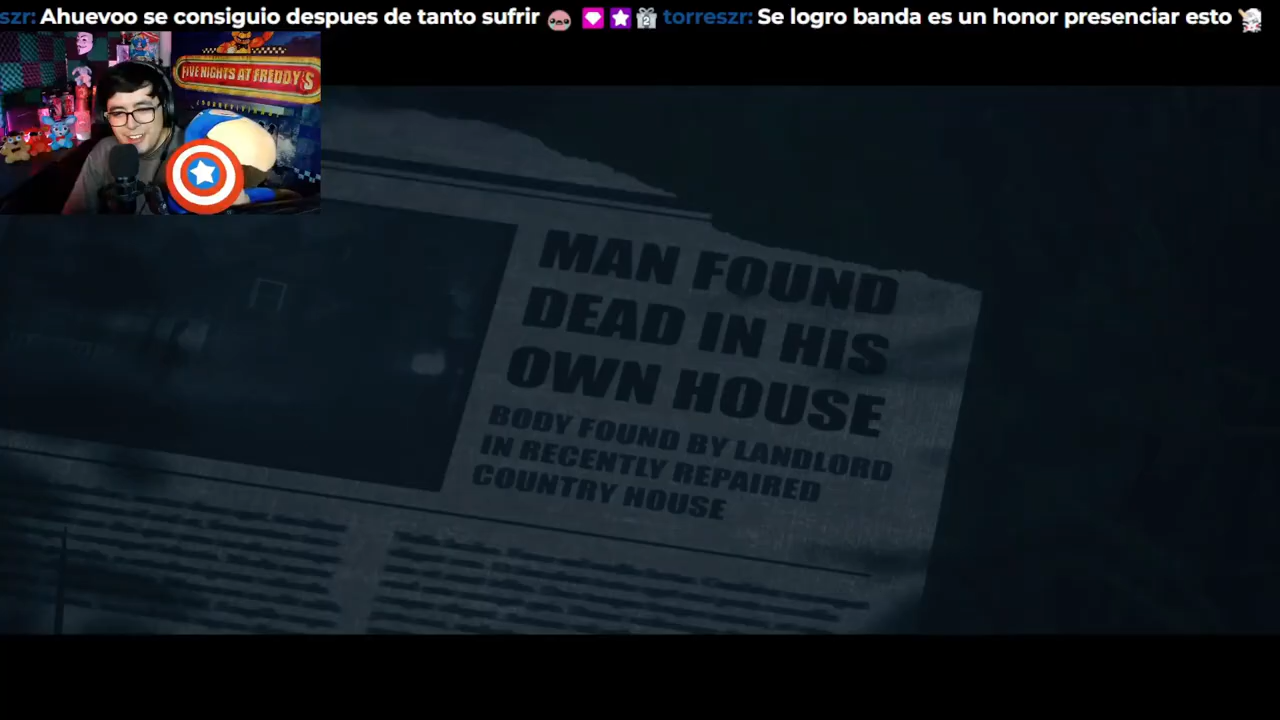 szr: Ahuevoo se consiguio despues de tanto sufrir torreszr: Se logro banda es un honor presenciar esto
FIVE NIGHTS AT FREDDY'S
MAN FOUND
DEAD IN HIS
OWN HOUSE
BODY FOUND BY LANDLORD
IN RECENTLY REPAIRED
COUNTRY HOUSE